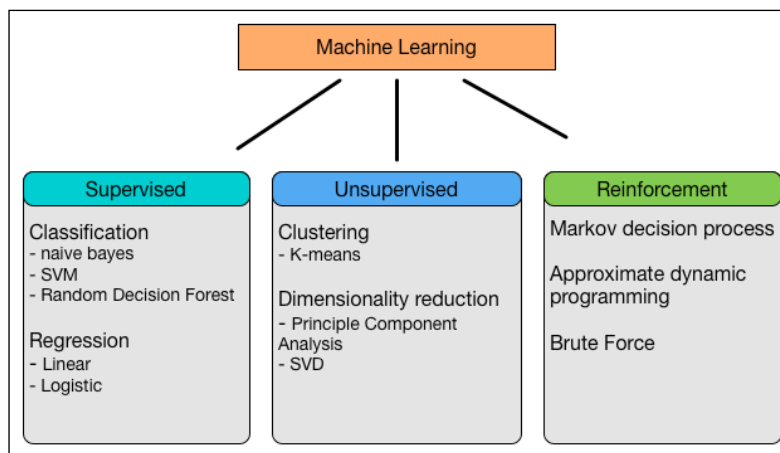 Machine Learning
Supervised
Classification
- naive bayes
- SVM
- Random Decision Forest
Regression
- Linear
- Logistic
Unsupervised
Clustering
- K-means
Dimensionality reduction
- Principle Component
Analysis
- SVD
Reinforcement
Markov decision process
Approximate dynamic
programming
Brute Force